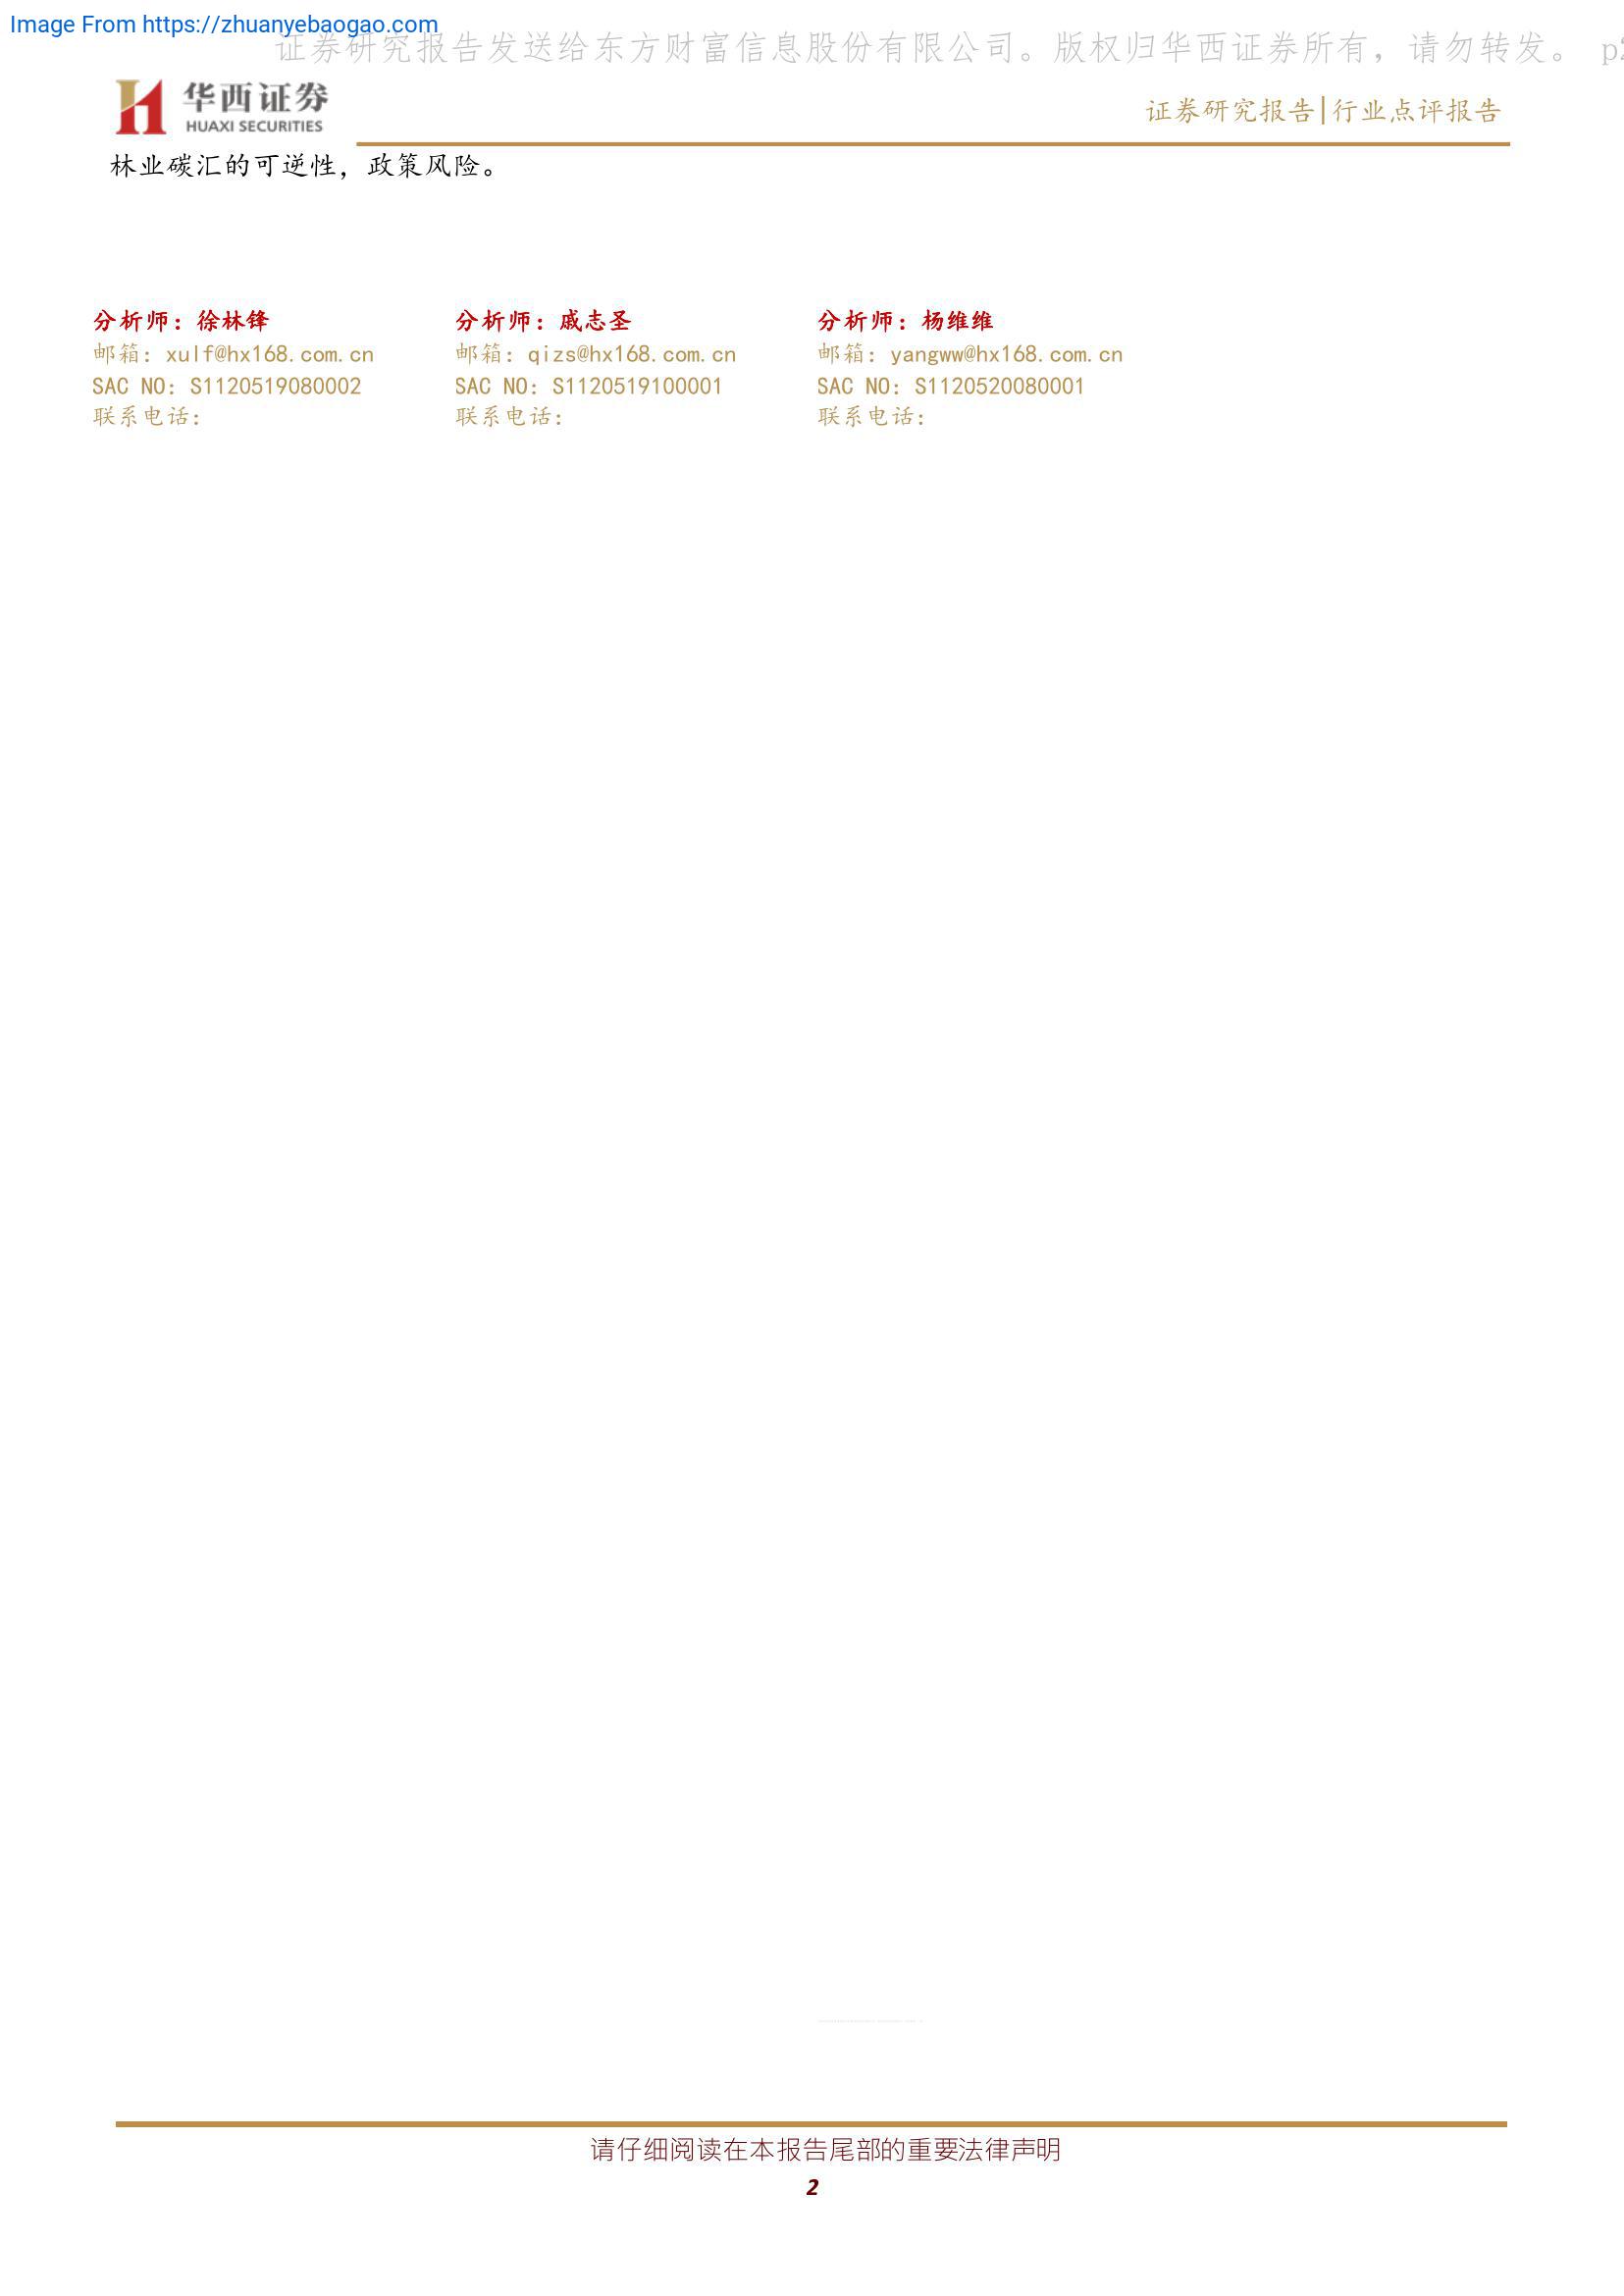 Image From https://zhuanyebaogao.com
证券研究报告发送给东方财富信息股份有限公司。版权归华西证券所有，请勿转发。 p2
华西证券
HUAXI SECURITIES
证券研究报告|行业点评报告
林业碳汇的可逆性，政策风险。
分析师：徐林锋
邮箱：xulf@hx168.com.cn
SAC NO：S1120519080002
联系电话：
分析师：戚志圣
邮箱：qizs@hx168.com.cn
SAC NO：S1120519100001
联系电话：
分析师：杨维维
邮箱：yangww@hx168.com.cn
SAC NO：S1120520080001
联系电话：
请仔细阅读在本报告尾部的重要法律声明
2